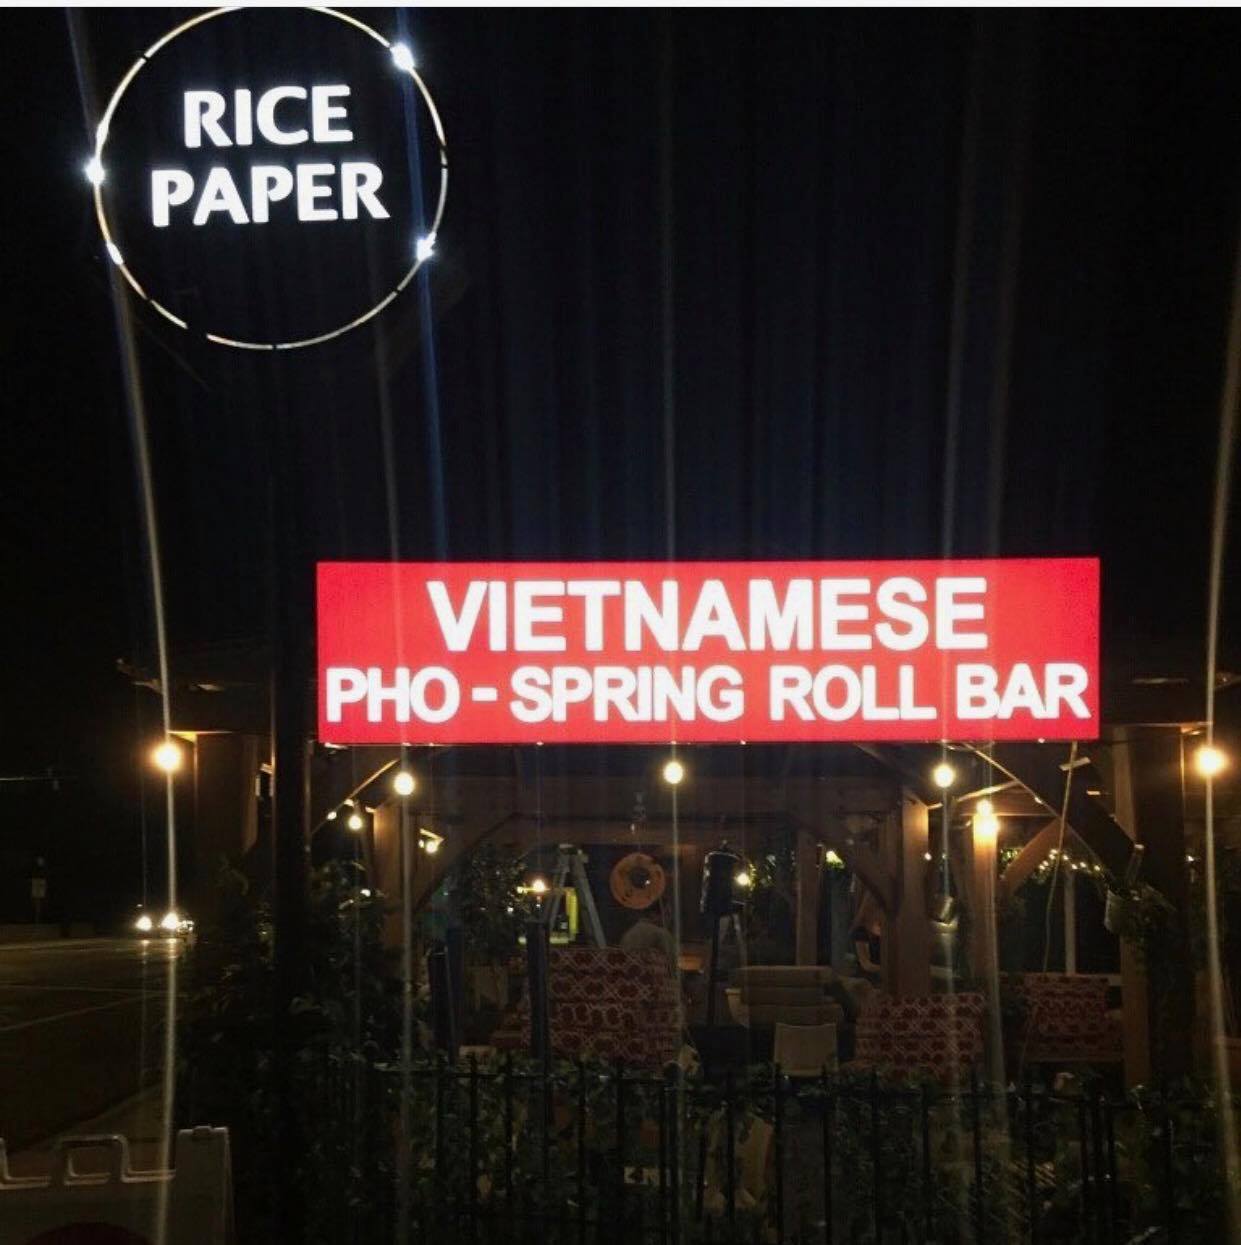 RICE
PAPER
VIETNAMESE
PHO - SPRING ROLL BAR